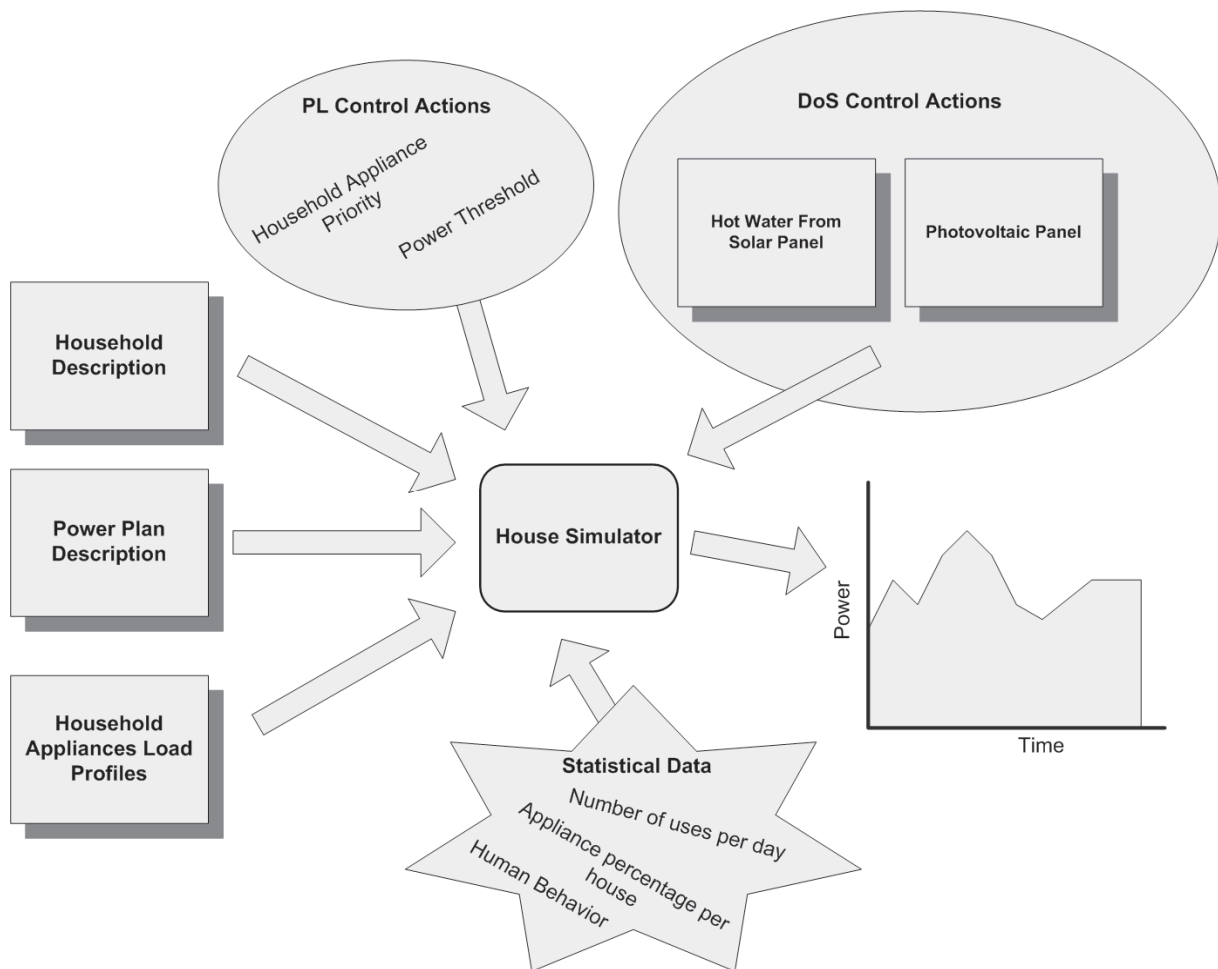 PL Control Actions
Household Appliance
Priority
Power Threshold
DoS Control Actions
Hot Water From
Solar Panel
Photovoltaic Panel
Household
Description
Power Plan
Description
Household
Appliances Load
Profiles
House Simulator
Power
Time
Statistical Data
Number of uses per day
Appliance percentage per
house
Human Behavior